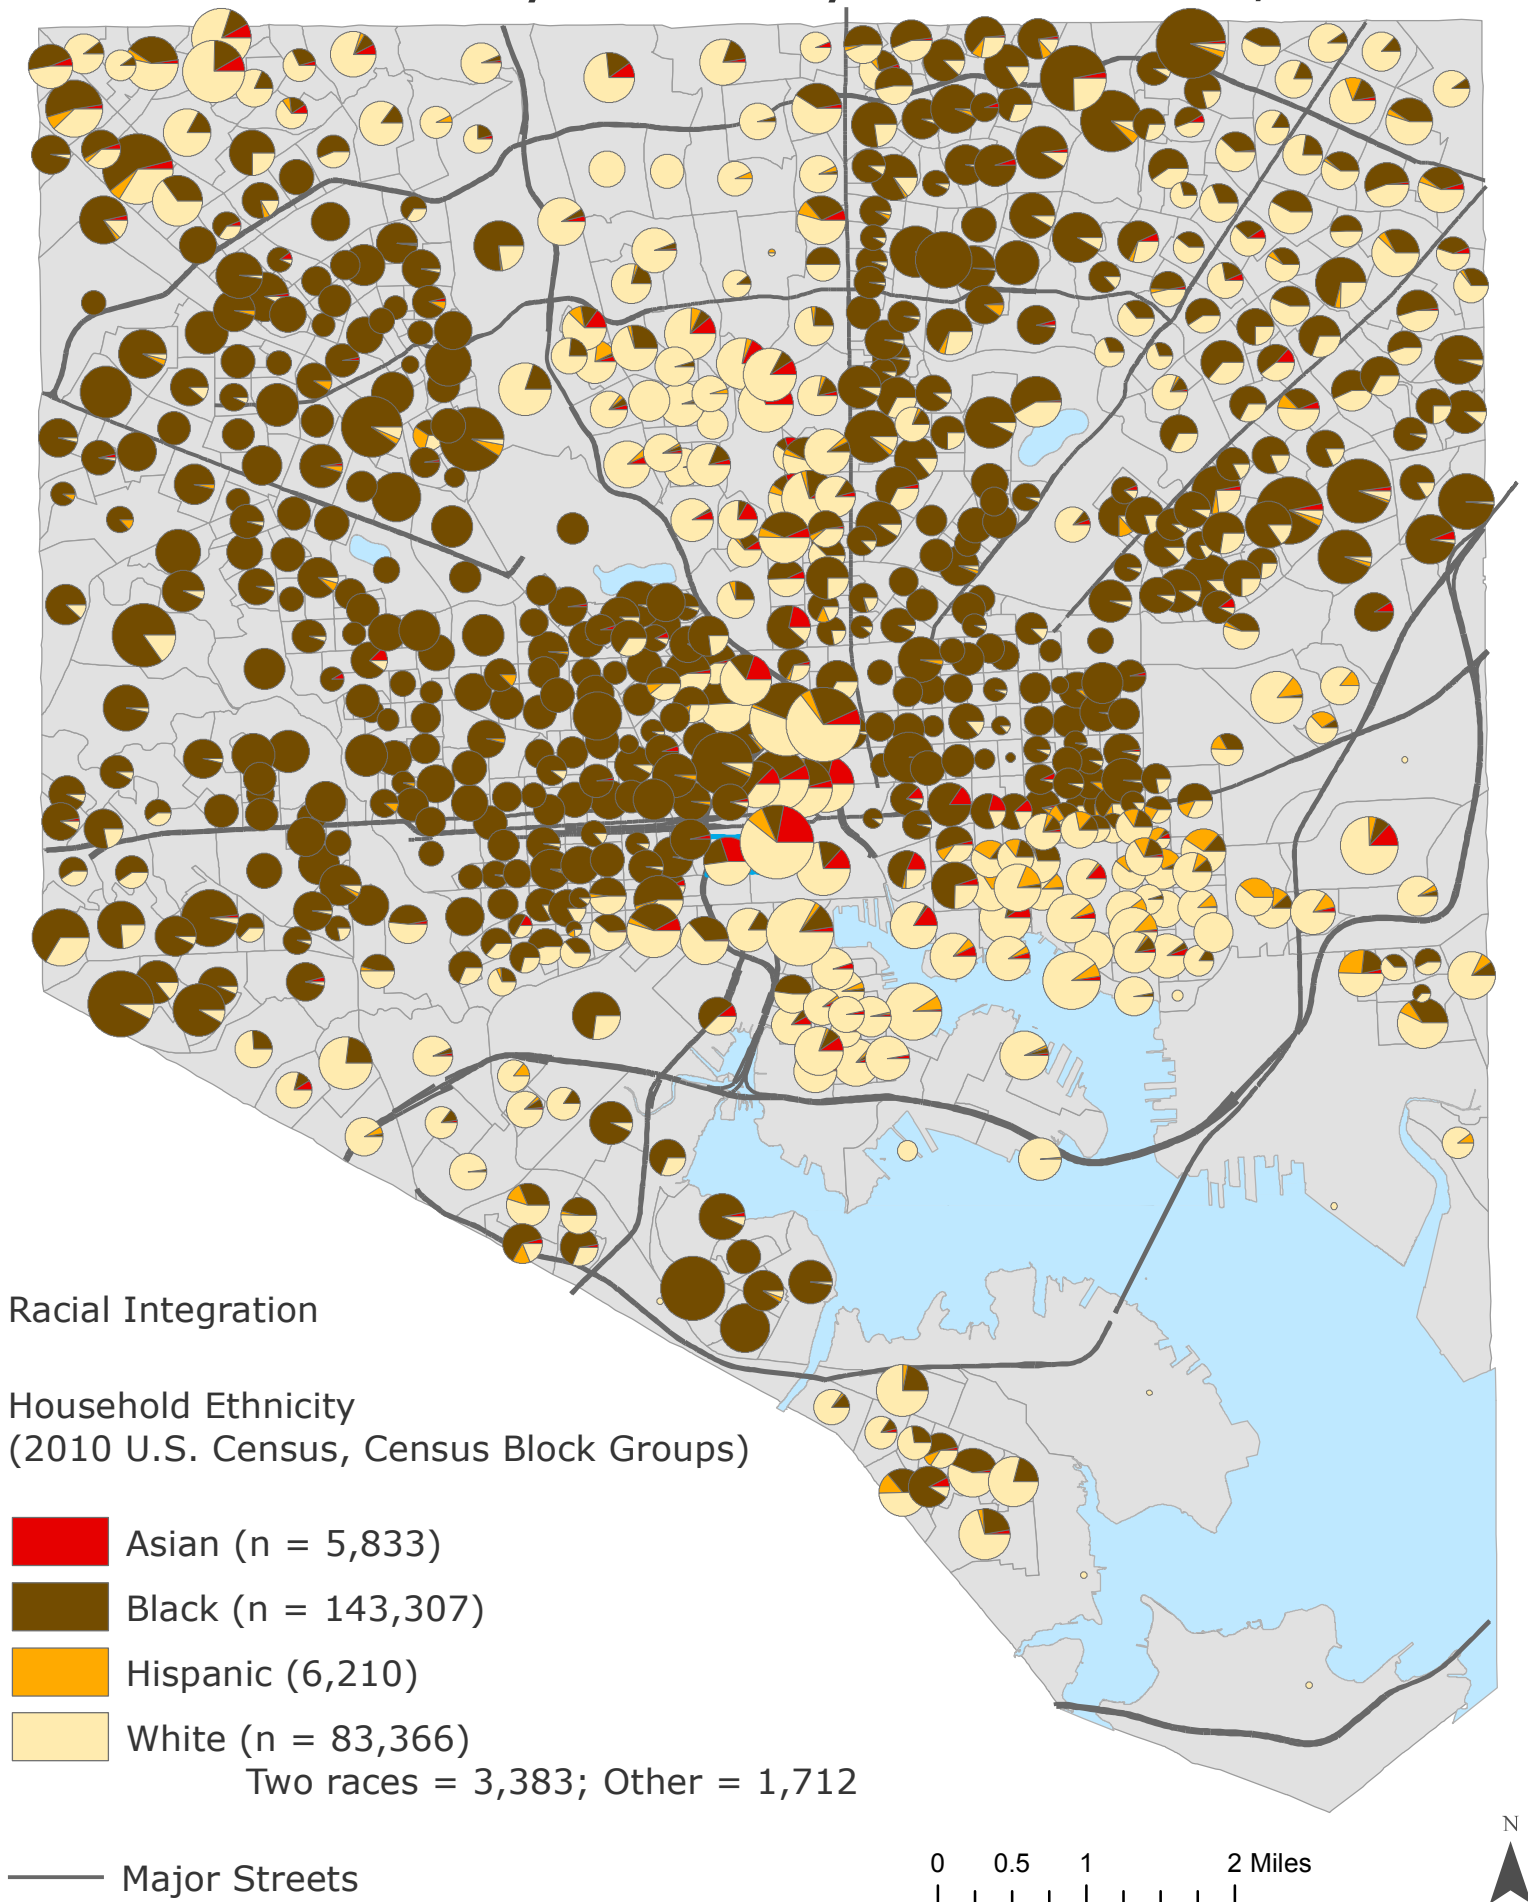 Racial Integration
Household Ethnicity
(2010 U.S. Census, Census Block Groups)
Asian (n = 5,833)
Black (n = 143,307)
Hispanic (6,210)
White (n = 83,366)
Two races = 3,383; Other = 1,712
Major Streets
0 0.5 1 2 Miles
N